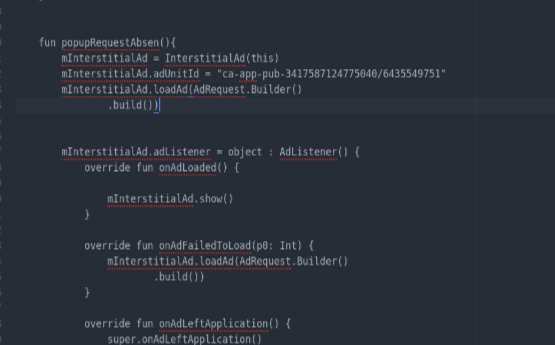 fun popupRequestAbsen(){
mInterstitialAd = InterstitialAd(this)
mInterstitialAd.adUnitId = "ca-app-pub-3417587124775040/6435549751"
mInterstitialAd.loadAd(AdRequest.Builder()
.build())
mInterstitialAd.adListener = object : AdListener() {
override fun onAdLoaded() {
mInterstitialAd.show()
}
override fun onAdFailedToLoad(p0: Int) {
mInterstitialAd.loadAd(AdRequest.Builder()
.build())
}
override fun onAdLeftApplication() {
super.onAdLeftApplication()